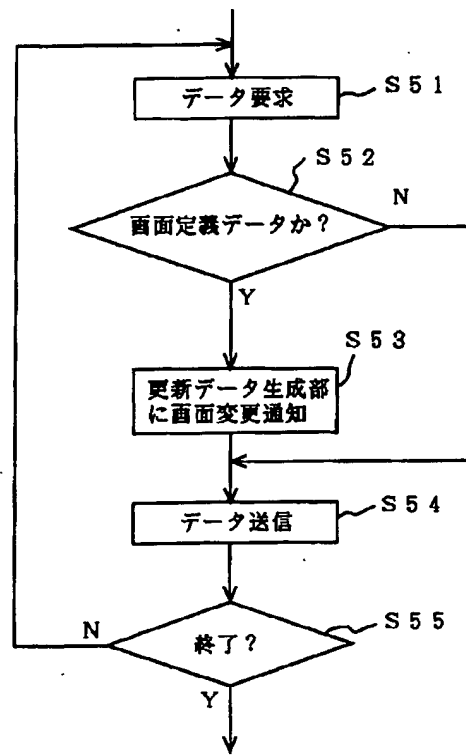 S51
データ要求
S52
画面定義データか?
N
Y
S53
更新データ生成部
に画面変更通知
S54
データ送信
S55
終了?
N
Y